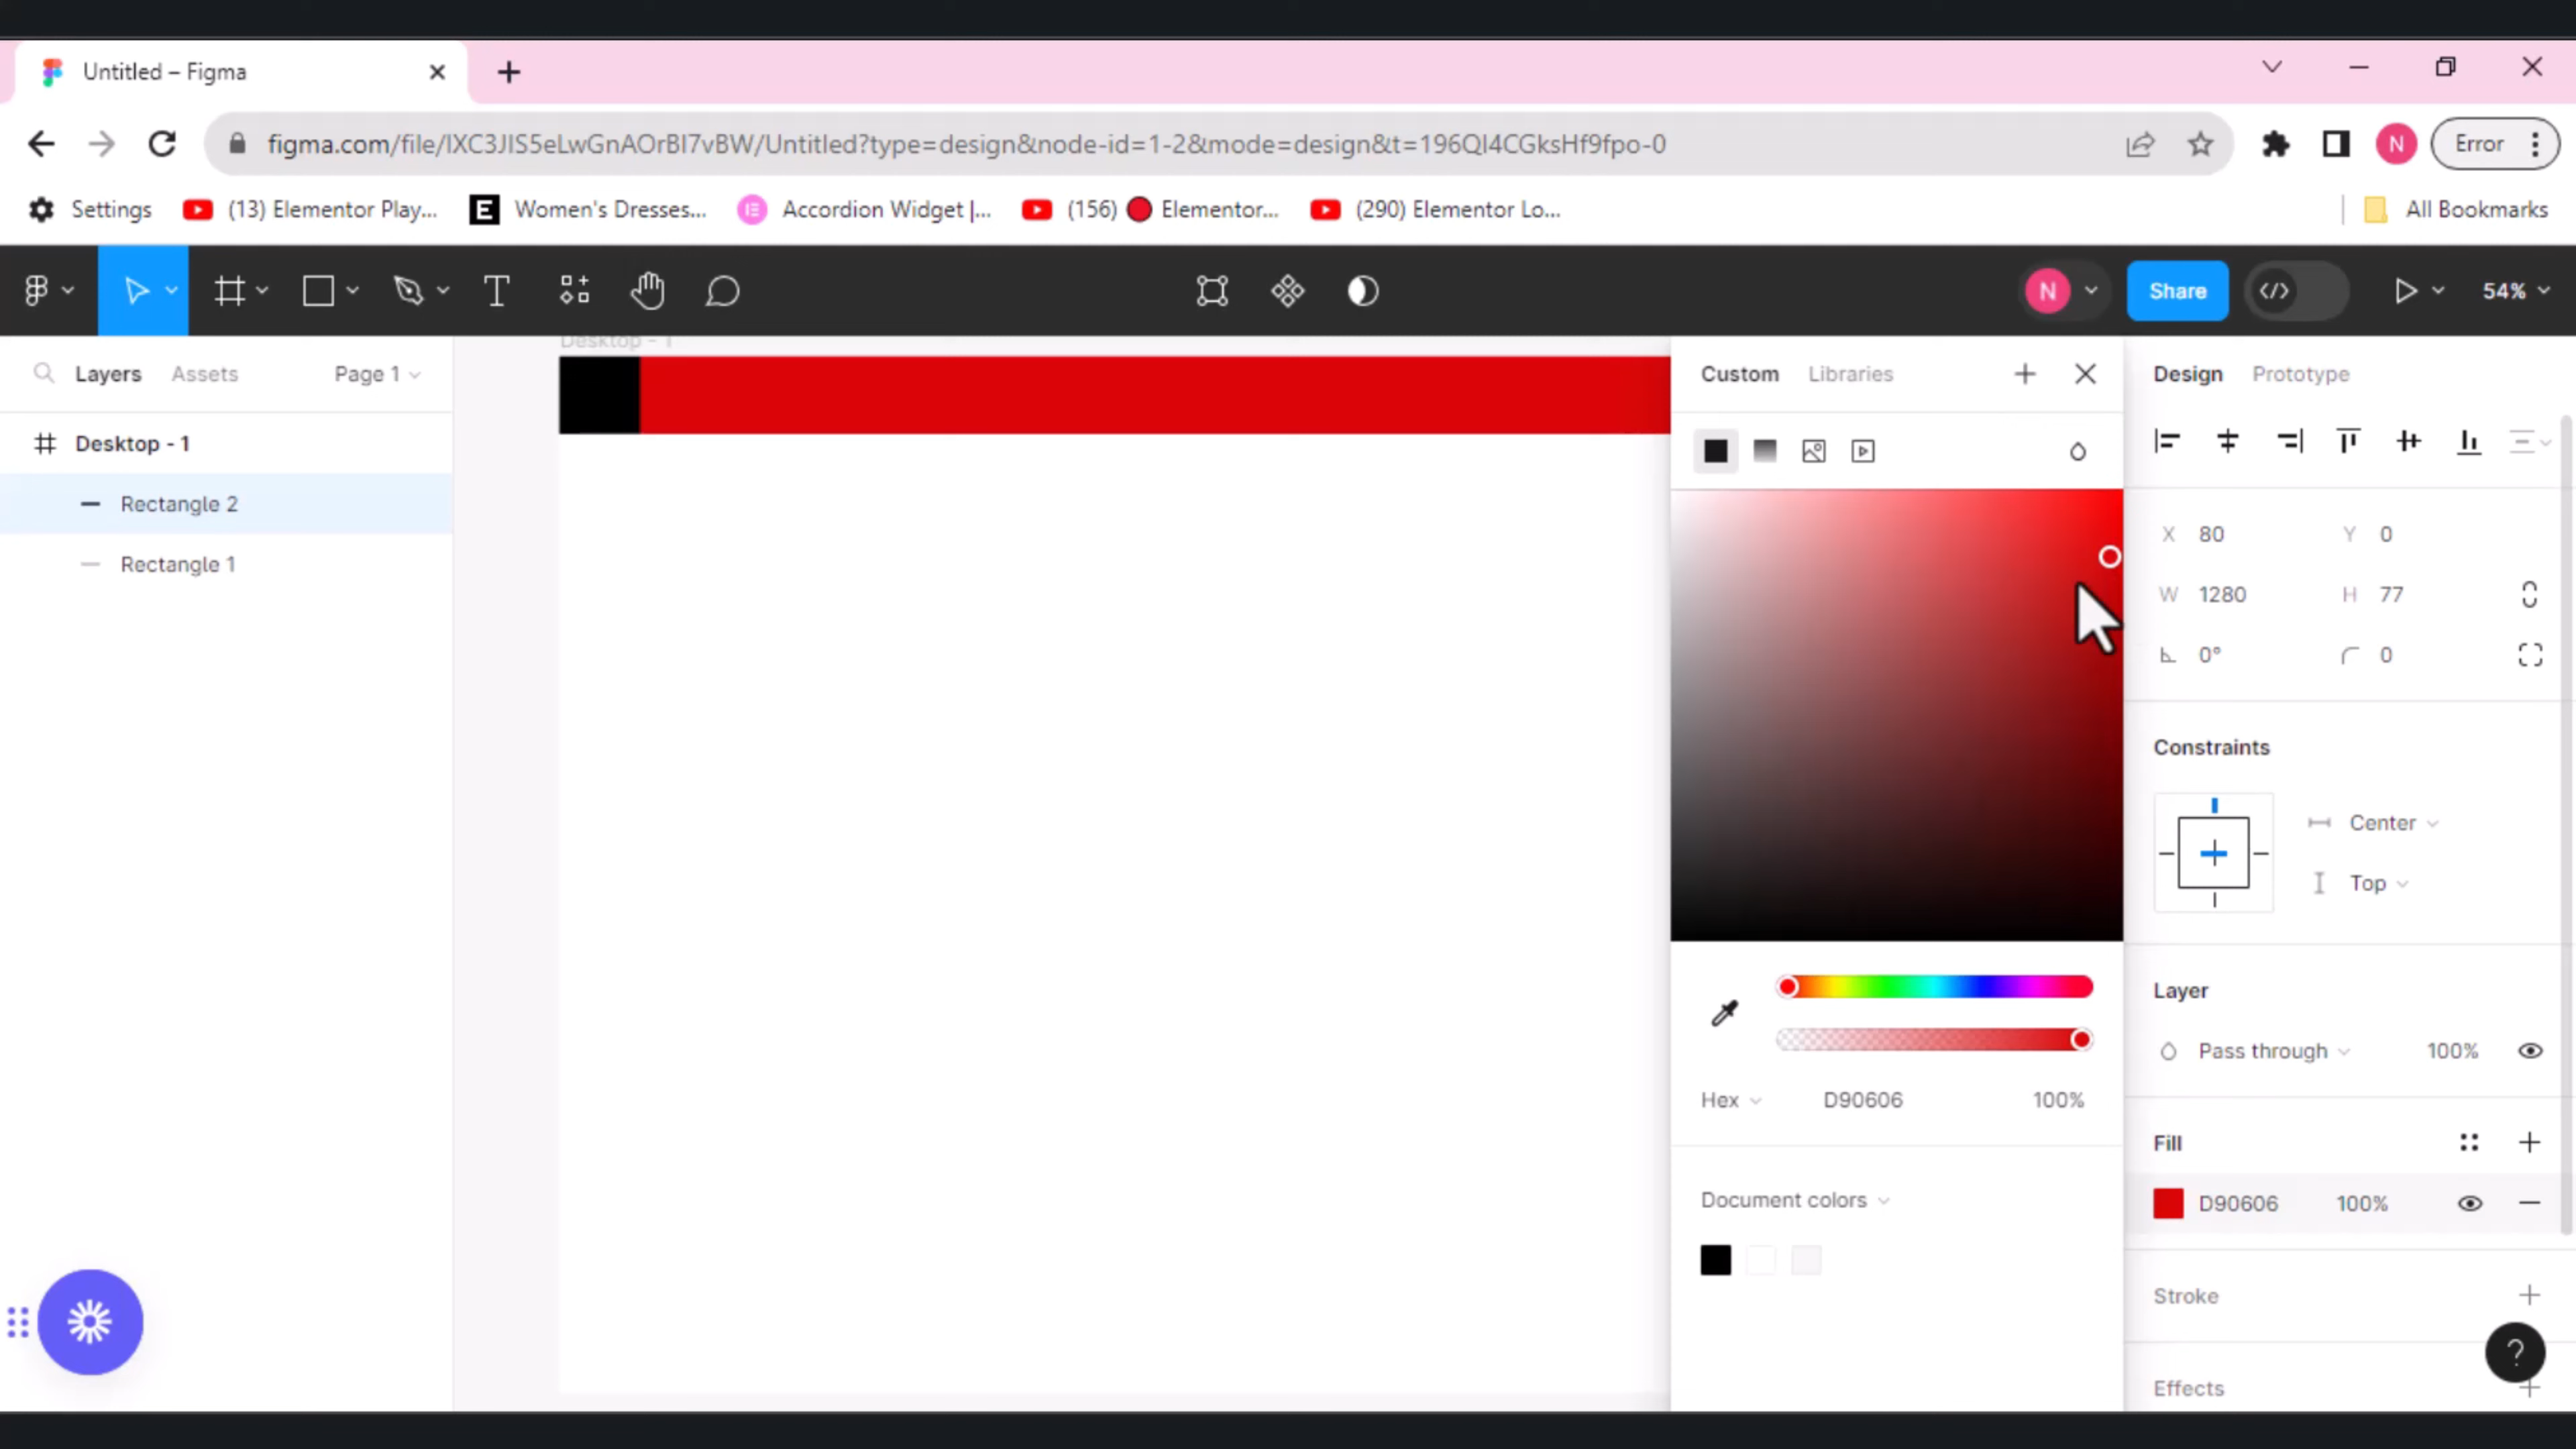 Untitled – Figma
figma.com/file/IXC3JIS5eLwGnAOrBI7vBW/Untitled?type=design&node-id=1-2&mode=design&t=196QI4CGksHf9fpo-0
N
Error
Settings
(13) Elementor Play...
E
Women's Dresses...
Accordion Widget |...
(156)
Elementor...
(290) Elementor Lo...
All Bookmarks
T
N
Share
</>
54%
Layers
Assets
Page 1
Desktop - 1
Desktop - 1
Rectangle 2
Rectangle 1
Custom
Libraries
Hex
D90606
100%
Document colors
Design
Prototype
X 80
Y 0
W 1280
H 77
0°
0
Constraints
Center
Top
Layer
Pass through
100%
Fill
D90606
100%
Stroke
Effects
?